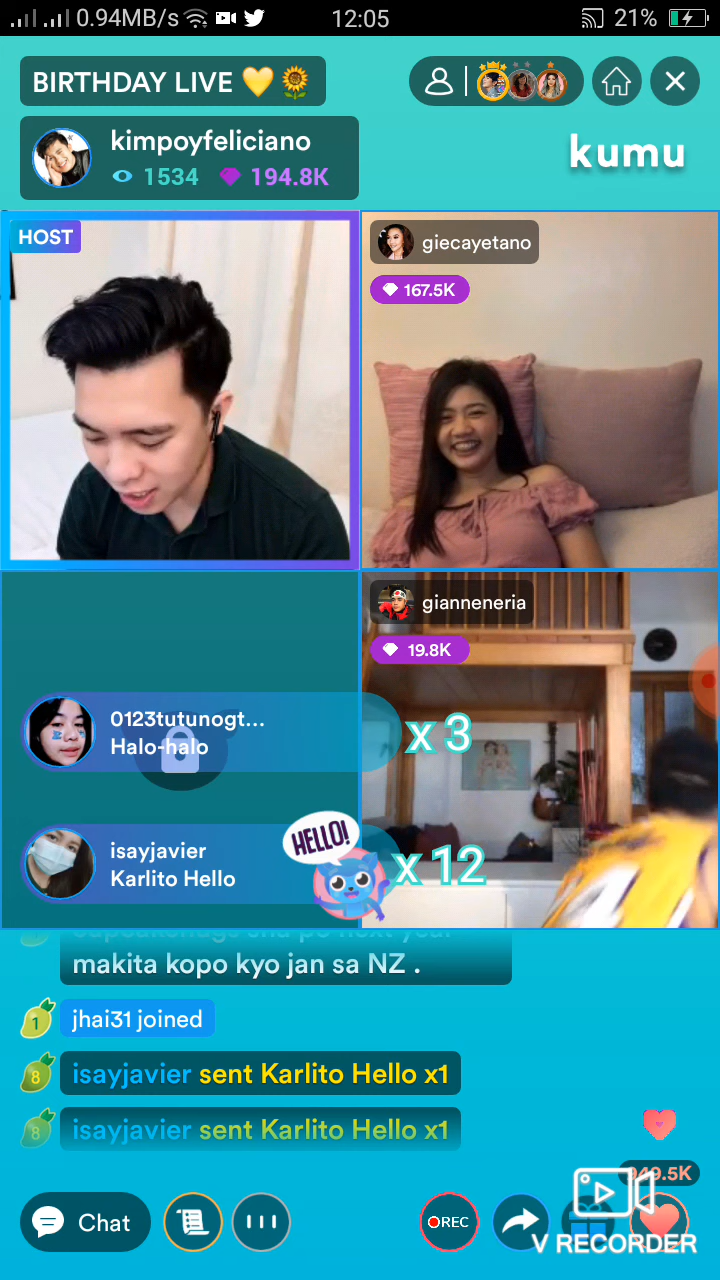 0.94MB/s
12:05
21%
BIRTHDAY LIVE 💛🌻
kimpoyfeliciano
1534 194.8K
kumu
HOST
giecayetano
167.5K
gianneneria
19.8K
0123tutunogt...
Halo-halo
x 3
isayjavier
Karlito Hello
HELLO!
x 12
makita kopo kyo jan sa NZ .
1 jhai31 joined
8 isayjavier sent Karlito Hello x1
8 isayjavier sent Karlito Hello x1
949.5K
Chat
REC
V RECORDER